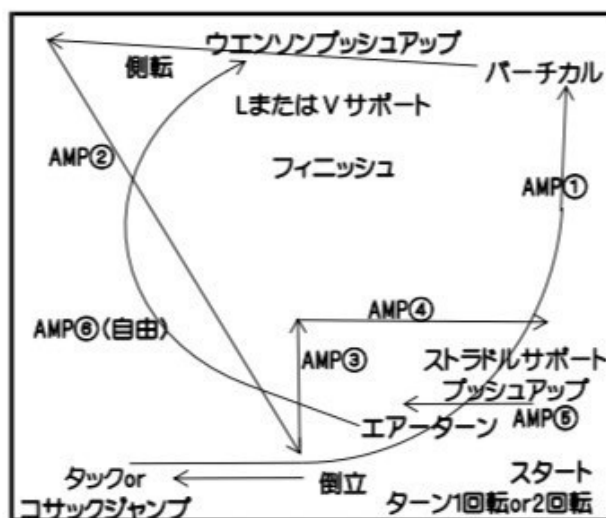 ウエンソンプッシュアップ
側転
バーチカル
LまたはVサポート
AMP②
フィニッシュ
AMP①
AMP④
AMP⑥(自由)
AMP③
ストラドルサポート
プッシュアップ
AMP⑤
エアーターン
タックor
コサックジャンプ
倒立
スタート
ターン1回転or2回転